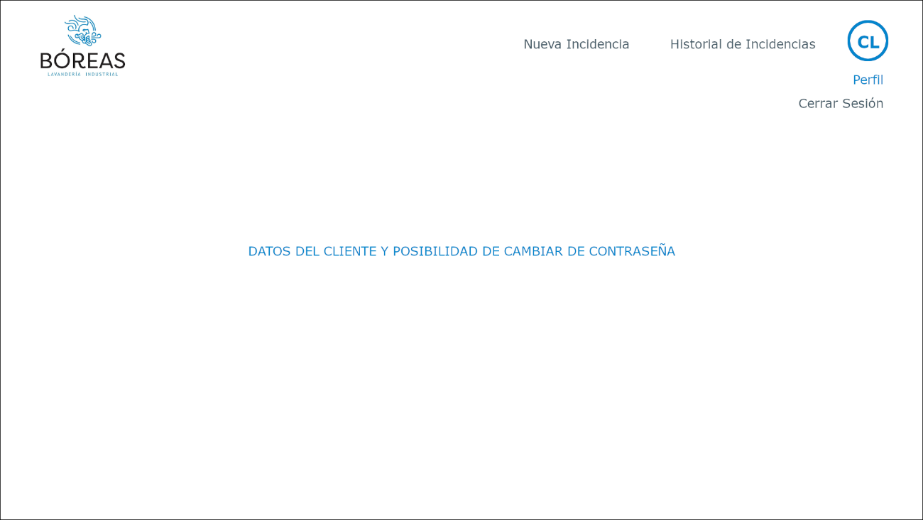 BÓREAS
LAVANDERÍA INDUSTRIAL
Nueva Incidencia
Historial de Incidencias
CL
Perfil
Cerrar Sesión
DATOS DEL CLIENTE Y POSIBILIDAD DE CAMBIAR DE CONTRASEÑA